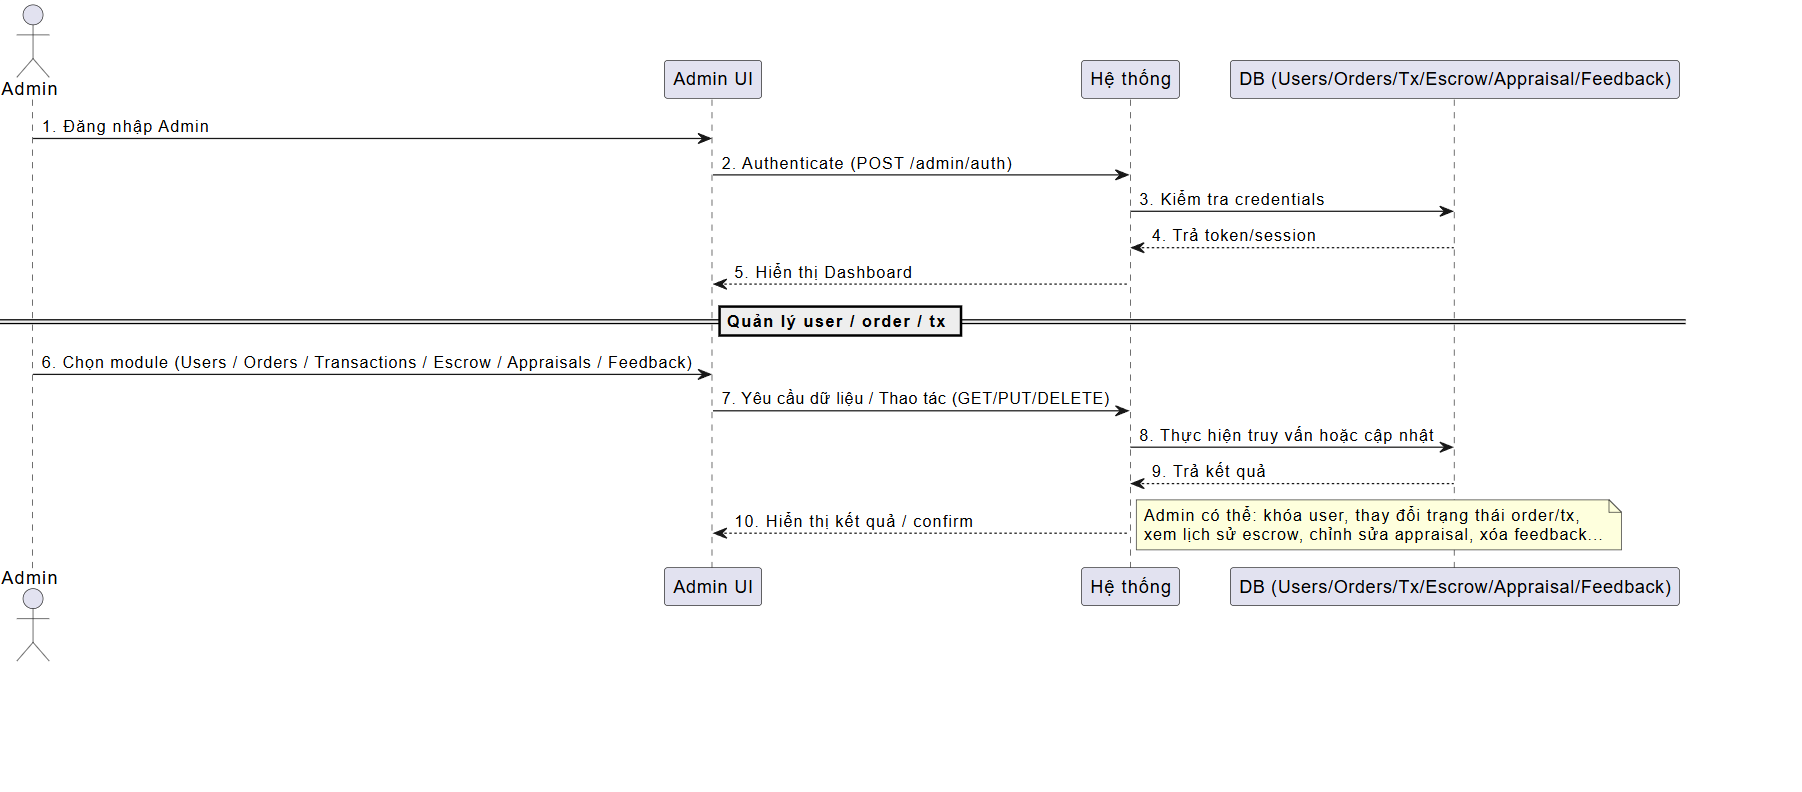 Admin
Admin UI
Hệ thống
DB (Users/Orders/Tx/Escrow/Appraisal/Feedback)
1. Đăng nhập Admin
2. Authenticate (POST /admin/auth)
3. Kiểm tra credentials
4. Trả token/session
5. Hiển thị Dashboard
Quản lý user / order / tx
6. Chọn module (Users / Orders / Transactions / Escrow / Appraisals / Feedback)
7. Yêu cầu dữ liệu / Thao tác (GET/PUT/DELETE)
8. Thực hiện truy vấn hoặc cập nhật
9. Trả kết quả
10. Hiển thị kết quả / confirm
Admin có thể: khóa user, thay đổi trạng thái order/tx,
xem lịch sử escrow, chỉnh sửa appraisal, xóa feedback...
Admin
Admin UI
Hệ thống
DB (Users/Orders/Tx/Escrow/Appraisal/Feedback)